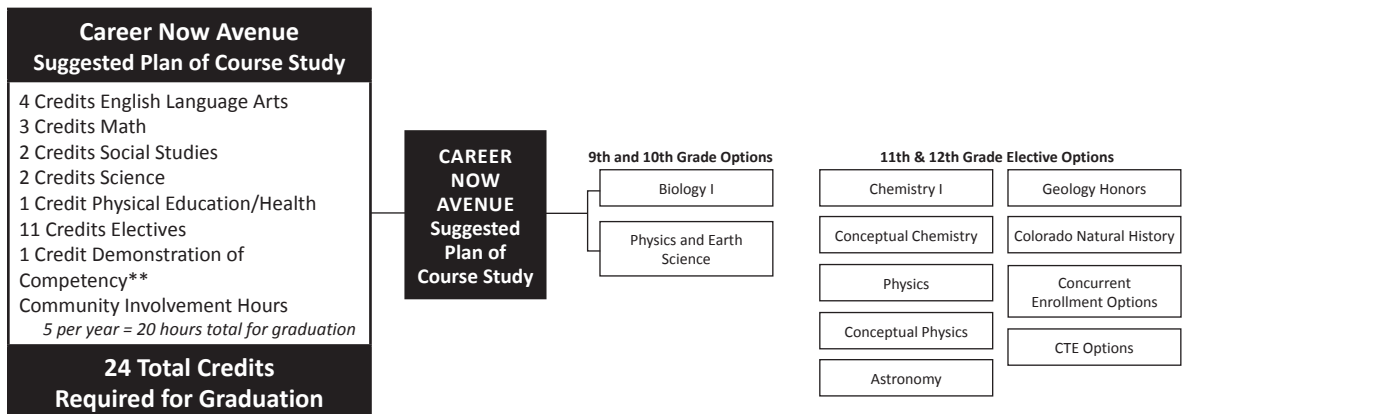 Career Now Avenue
Suggested Plan of Course Study
4 Credits English Language Arts
3 Credits Math
2 Credits Social Studies
2 Credits Science
1 Credit Physical Education/Health
11 Credits Electives
1 Credit Demonstration of
Competency**
Community Involvement Hours
5 per year = 20 hours total for graduation
24 Total Credits
Required for Graduation
CAREER
NOW
AVENUE
Suggested
Plan of
Course Study
9th and 10th Grade Options
Biology I
Physics and Earth
Science
11th & 12th Grade Elective Options
Chemistry I
Conceptual Chemistry
Physics
Conceptual Physics
Astronomy
Geology Honors
Colorado Natural History
Concurrent
Enrollment Options
CTE Options